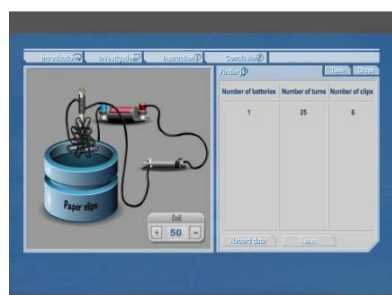 Introduction Investigation Instruction Conclusion
Findings Table Graph
Number of batteries Number of turns Number of clips
1 25 6
Paper clips
Coil
+ 50 -
Record data